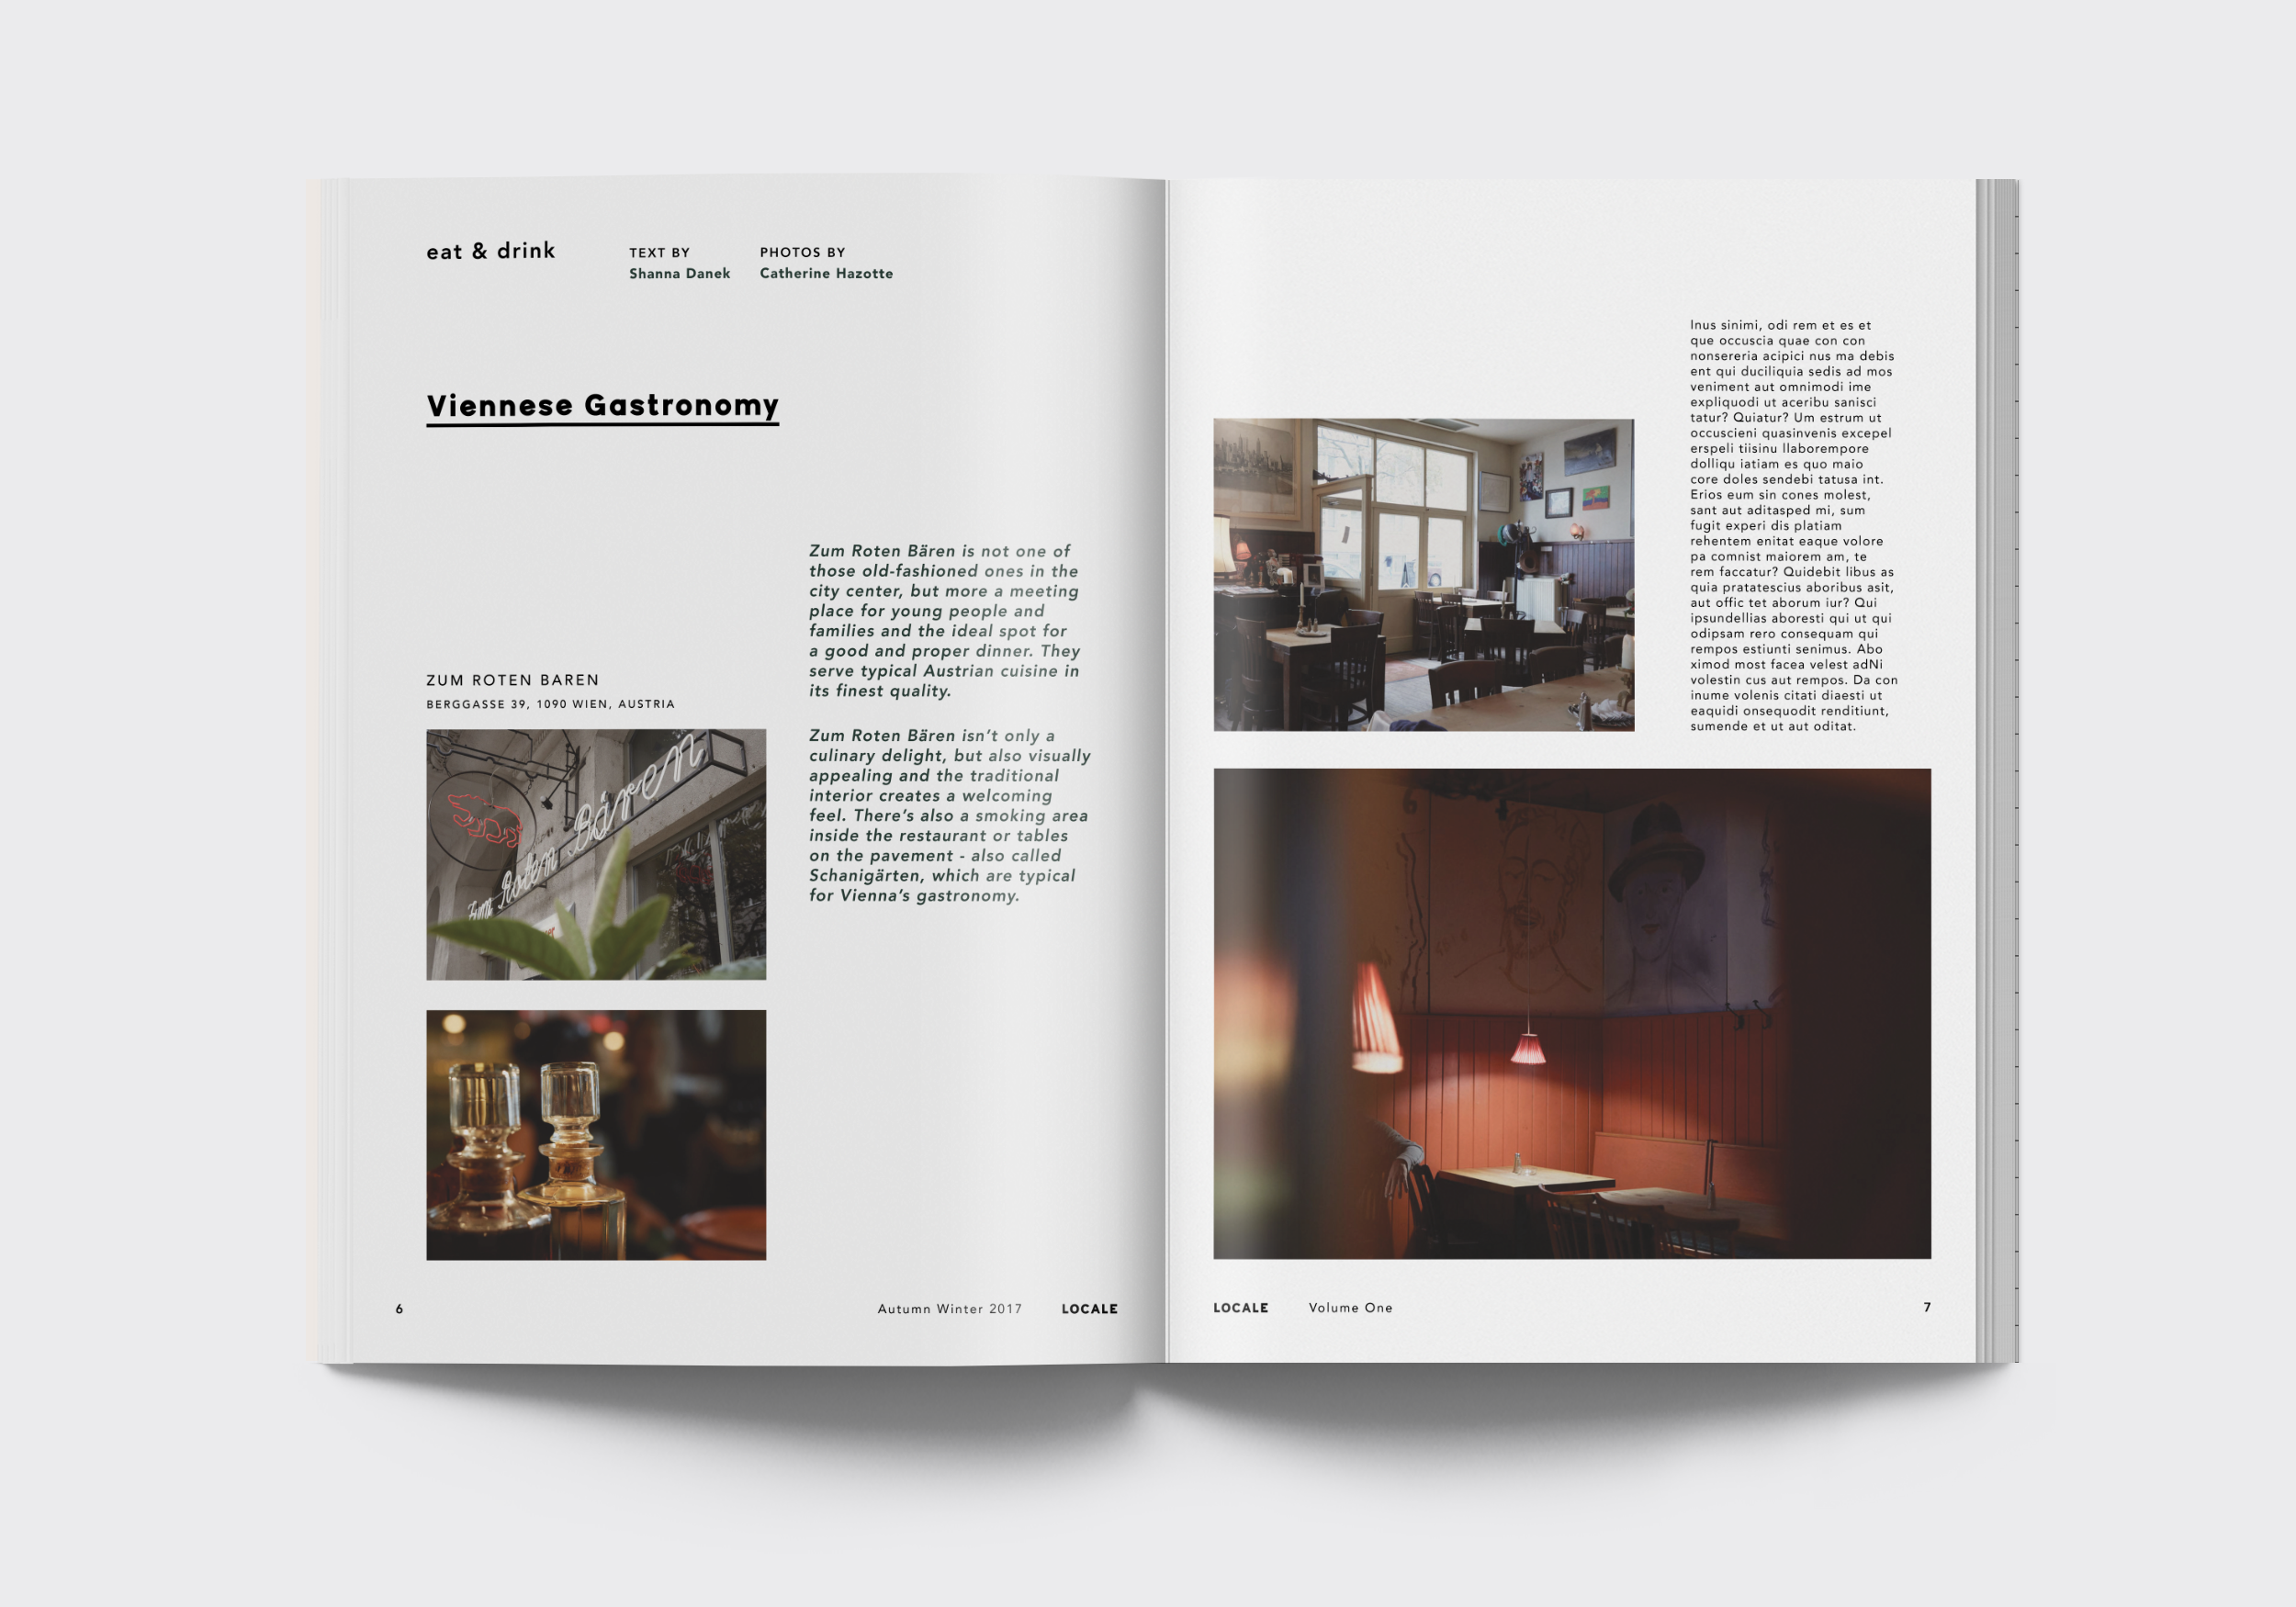 eat & drink
TEXT BY
Shanna Danek
PHOTOS BY
Catherine Hazotte
Viennese Gastronomy
ZUM ROTEN BAREN
BERGGASSE 39, 1090 WIEN, AUSTRIA
Zum Roten Bären
Zum Roten Bären is not one of
those old-fashioned ones in the
city center, but more a meeting
place for young people and
families and the ideal spot for
a good and proper dinner. They
serve typical Austrian cuisine in
its finest quality.
Zum Roten Bären isn't only a
culinary delight, but also visually
appealing and the traditional
interior creates a welcoming
feel. There's also a smoking area
inside the restaurant or tables
on the pavement - also called
Schanigärten, which are typical
for Vienna's gastronomy.
6
Autumn Winter 2017
LOCALE
Inus sinimi, odi rem et es et
que occuscia quae con con
nonsereria acipici nus ma debis
ent qui duciliquia sedis ad mos
veniment aut omnimodi ime
expliquodi ut aceribu sanisci
tatur? Quiatur? Um estrum ut
occuscieni quasinvenis excepel
erspeli tiisinu llaborempore
dolliqu iatiam es quo maio
core doles sendebi tatusa int.
Erios eum sin cones molest,
sant aut aditasped mi, sum
fugit experi dis platiam
rehentem enitat eaque volore
pa comnist maiorem am, te
rem faccatur? Quidebit libus as
quia pratatescius aboribus asit,
aut offic tet aborum iur? Qui
ipsundellias aboresti qui ut qui
odipsam rero consequam qui
rempos estiunti senimus. Abo
ximod most facea velest adNi
volestin cus aut rempos. Da con
inume volenis citati diaesti ut
eaquidi onsequodit renditiunt,
sumende et ut aut oditat.
LOCALE
Volume One
7